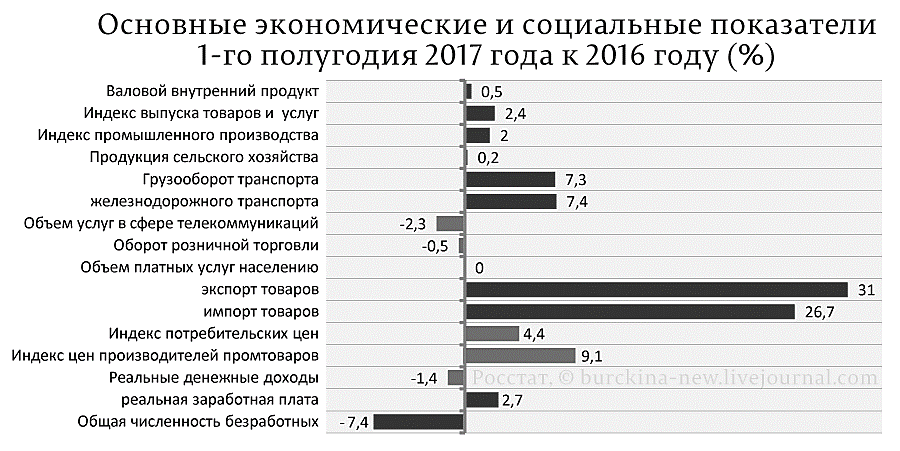 Основные экономические и социальные показатели
1-го полугодия 2017 года к 2016 году (%)
Валовой внутренний продукт 0,5
Индекс выпуска товаров и услуг 2,4
Индекс промышленного производства 2
Продукция сельского хозяйства 0,2
Грузооборот транспорта 7,3
железнодорожного транспорта 7,4
Объем услуг в сфере телекоммуникаций -2,3
Оборот розничной торговли -0,5
Объем платных услуг населению 0
экспорт товаров 31
импорт товаров 26,7
Индекс потребительских цен 4,4
Индекс цен производителей промтоваров 9,1
Реальные денежные доходы -1,4 Росстат, © burckina-new.livejournal.com
реальная заработная плата 2,7
Общая численность безработных -7,4